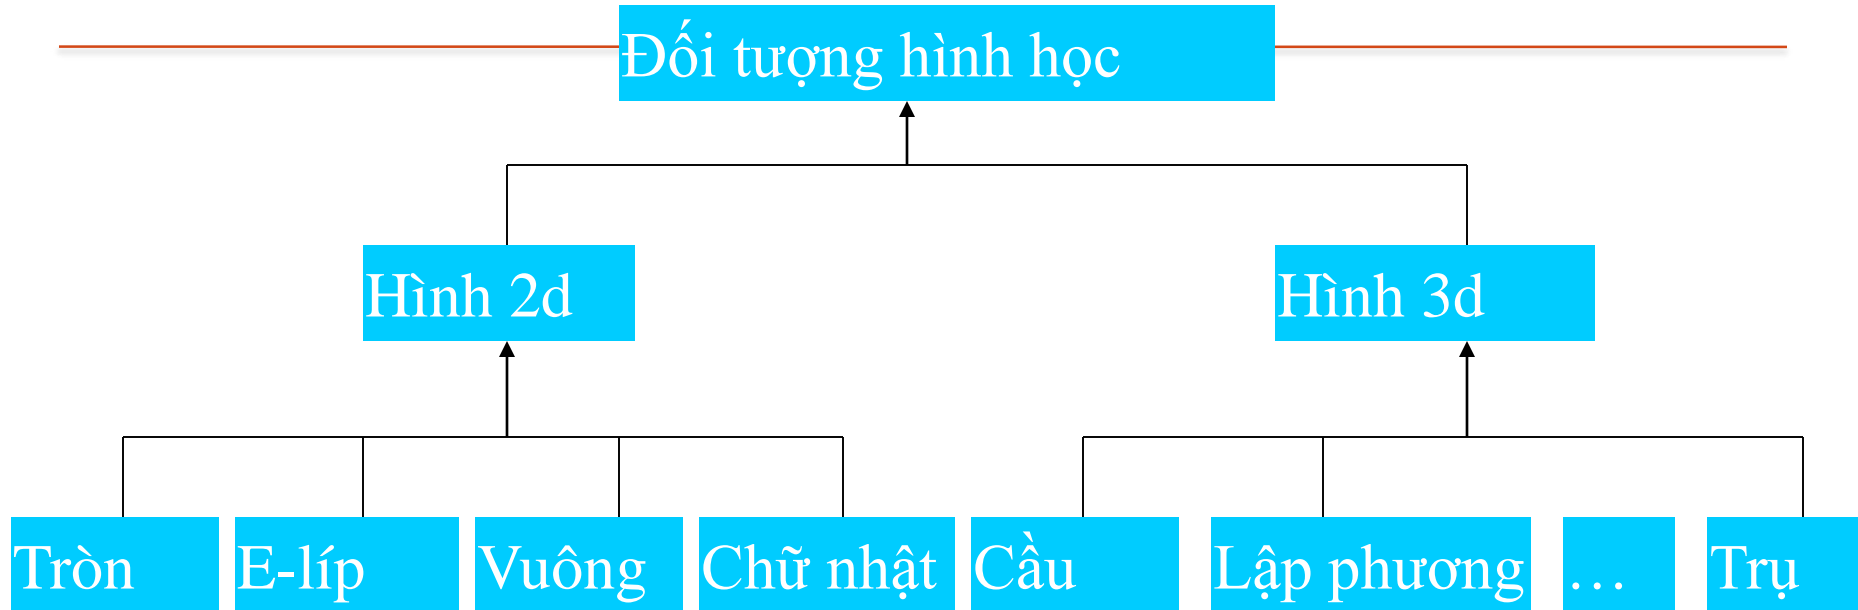 Đối tượng hình học
Hình 2d
Hình 3d
Tròn
E-líp
Vuông
Chữ nhật
Cầu
Lập phương
…
Trụ